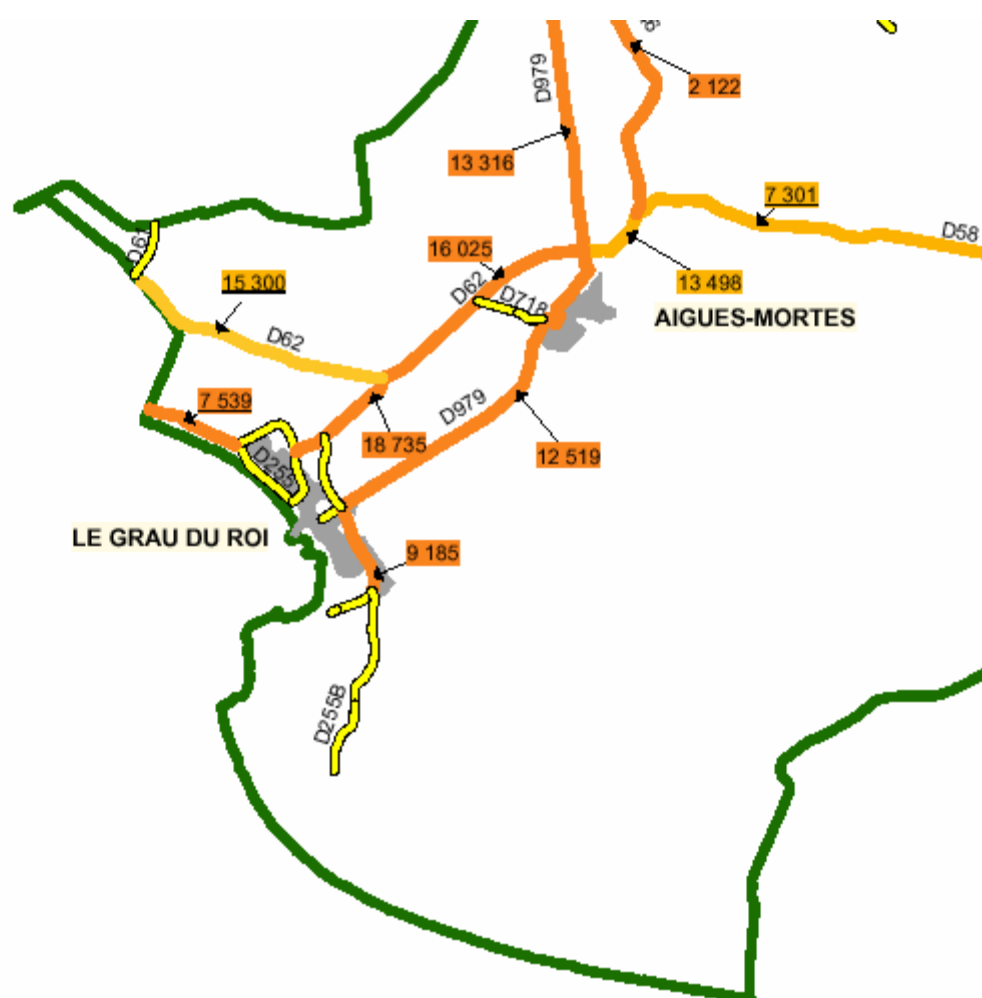 2 122
D979
13 316
7 301
D58
D61
16 025
13 498
15 300
D62
D718
AIGUES-MORTES
D62
7 539
D979
18 735
12 519
D255
LE GRAU DU ROI
9 185
D255B